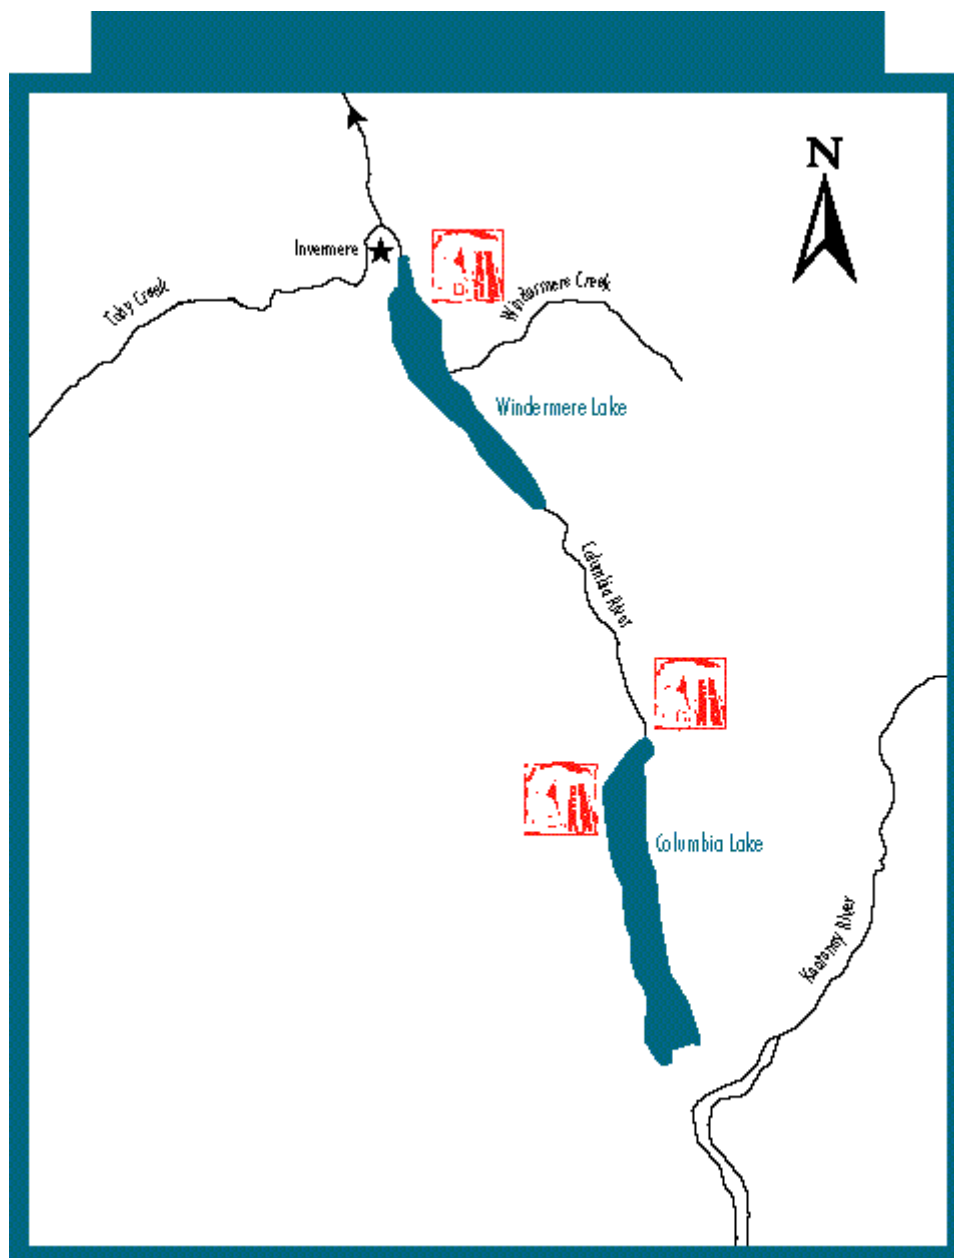 N
Invermere
Toby Creek
Windermere Creek
Windermere Lake
Columbia River
Columbia Lake
Kootenay River